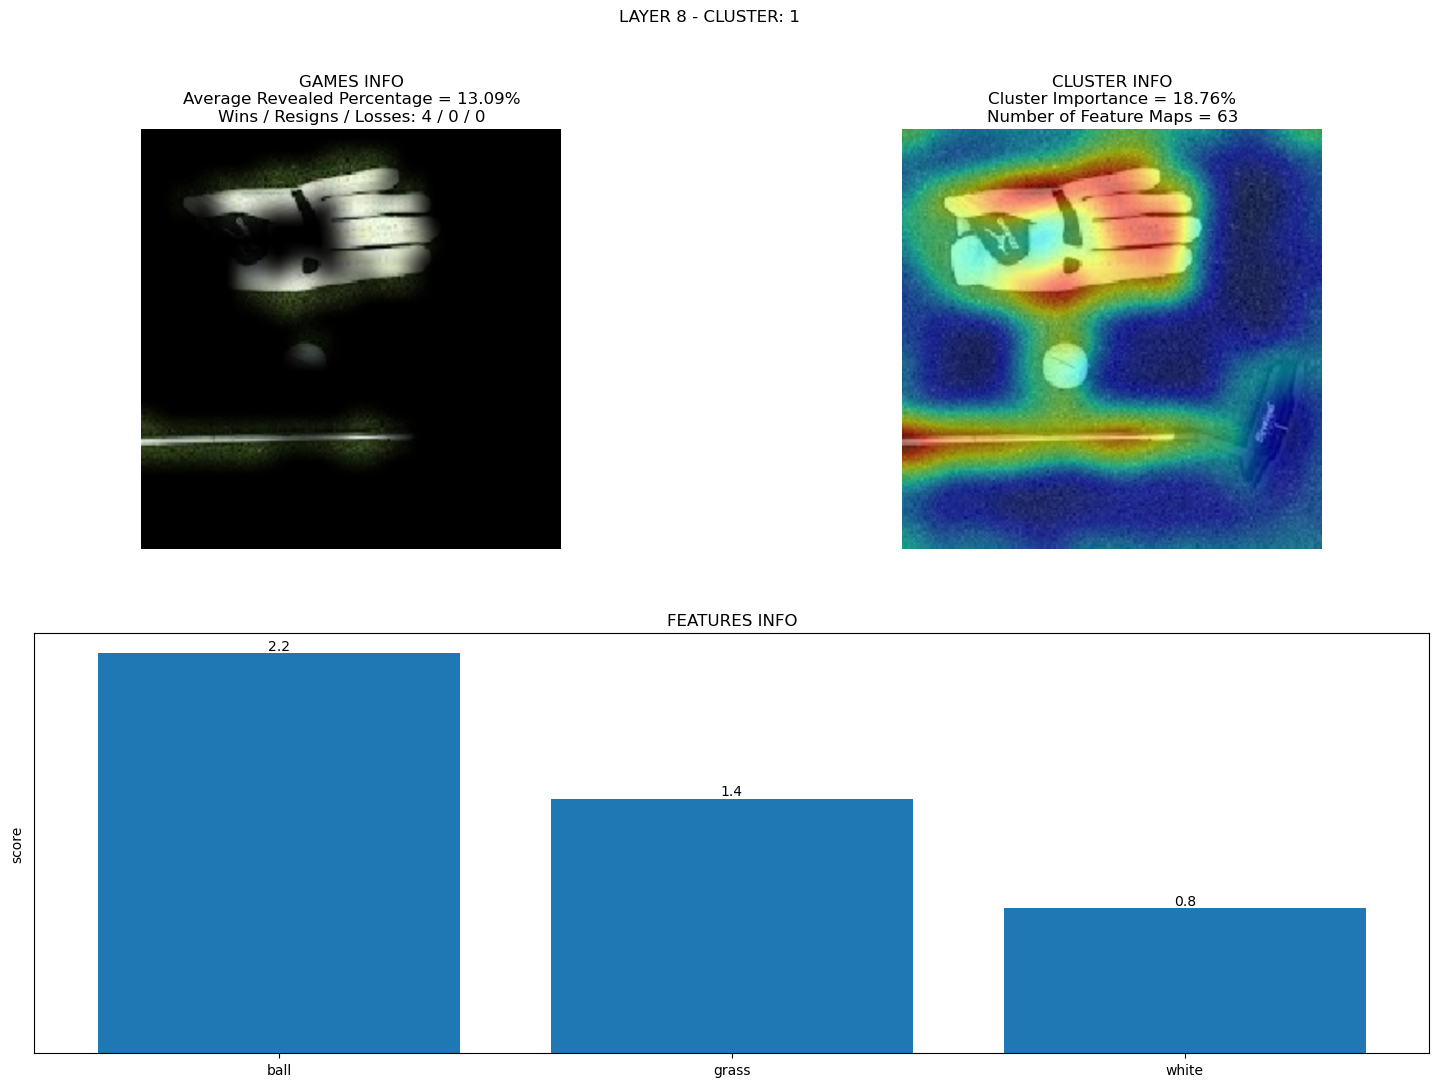 LAYER 8 - CLUSTER: 1
GAMES INFO
Average Revealed Percentage = 13.09%
Wins / Resigns / Losses: 4 / 0 / 0
CLUSTER INFO
Cluster Importance = 18.76%
Number of Feature Maps = 63
FEATURES INFO
score
2.2
1.4
0.8
ball
grass
white